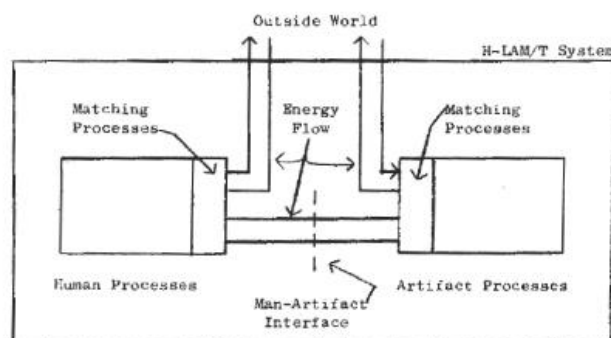 Outside World
H-LAM/T System
Matching
Processes
Energy
Flow
Matching
Processes
Human Processes
Man-Artifact
Interface
Artifact Processes